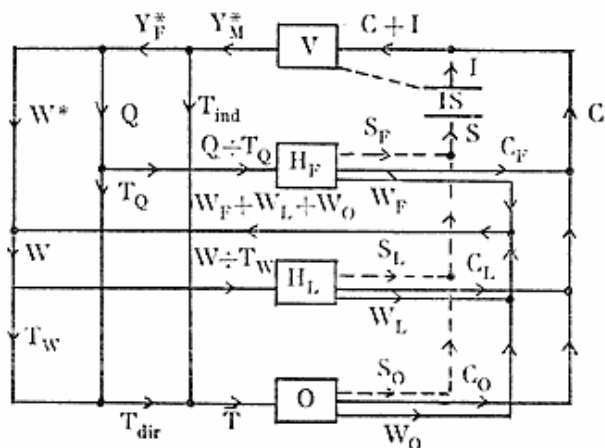 Y*F Y*M V C + I
I
W* Q Tind IS C
S
Q÷TQ HF SF CF
TQ WF
WF+WL+WO
W W÷TW SL CL
HL
TW WL
SO CO
O
Tdir T WO